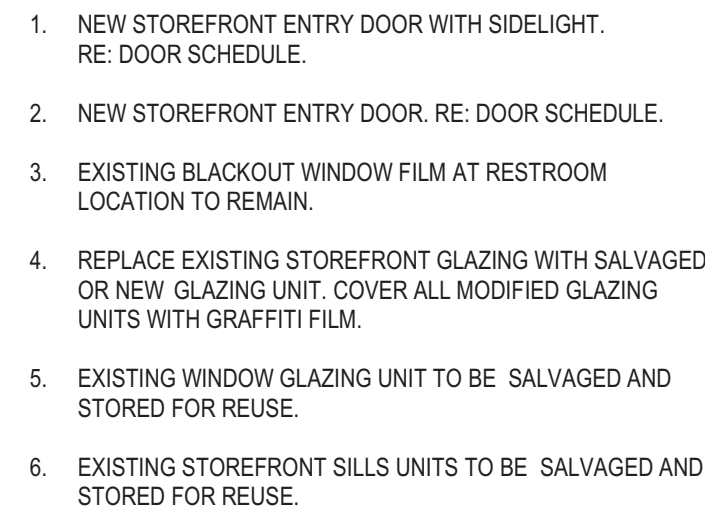 1. NEW STOREFRONT ENTRY DOOR WITH SIDELIGHT.
RE: DOOR SCHEDULE.
2. NEW STOREFRONT ENTRY DOOR. RE: DOOR SCHEDULE.
3. EXISTING BLACKOUT WINDOW FILM AT RESTROOM
LOCATION TO REMAIN.
4. REPLACE EXISTING STOREFRONT GLAZING WITH SALVAGED
OR NEW GLAZING UNIT. COVER ALL MODIFIED GLAZING
UNITS WITH GRAFFITI FILM.
5. EXISTING WINDOW GLAZING UNIT TO BE SALVAGED AND
STORED FOR REUSE.
6. EXISTING STOREFRONT SILLS UNITS TO BE SALVAGED AND
STORED FOR REUSE.